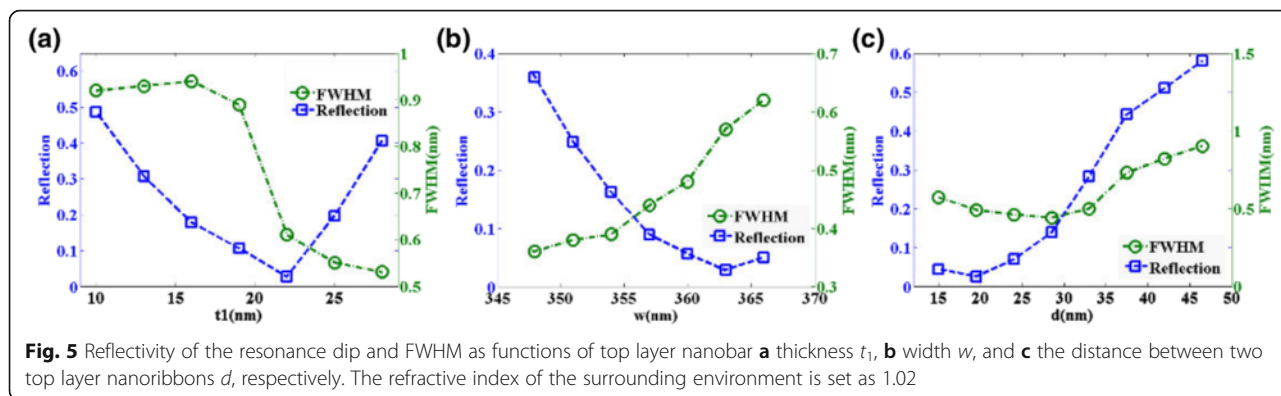 (a)
0.6
0.5
0.4
0.3
0.2
0.1
0
Reflection
10
15
20
25
t1(nm)
1
0.9
0.8
0.7
0.6
0.5
FWHM(nm)
FWHM
Reflection
(b)
0.4
0.3
0.2
0.1
0
Reflection
345
350
355
360
365
370
w(nm)
0.7
0.6
0.5
0.4
0.3
FWHM(nm)
FWHM
Reflection
(c)
0.6
0.5
0.4
0.3
0.2
0.1
0
Reflection
15
20
25
30
35
40
45
50
d(nm)
1.5
1
0.5
0
FWHM(nm)
FWHM
Reflection
Fig. 5 Reflectivity of the resonance dip and FWHM as functions of top layer nanobar a thickness t1, b width w, and c the distance between two
top layer nanoribbons d, respectively. The refractive index of the surrounding environment is set as 1.02